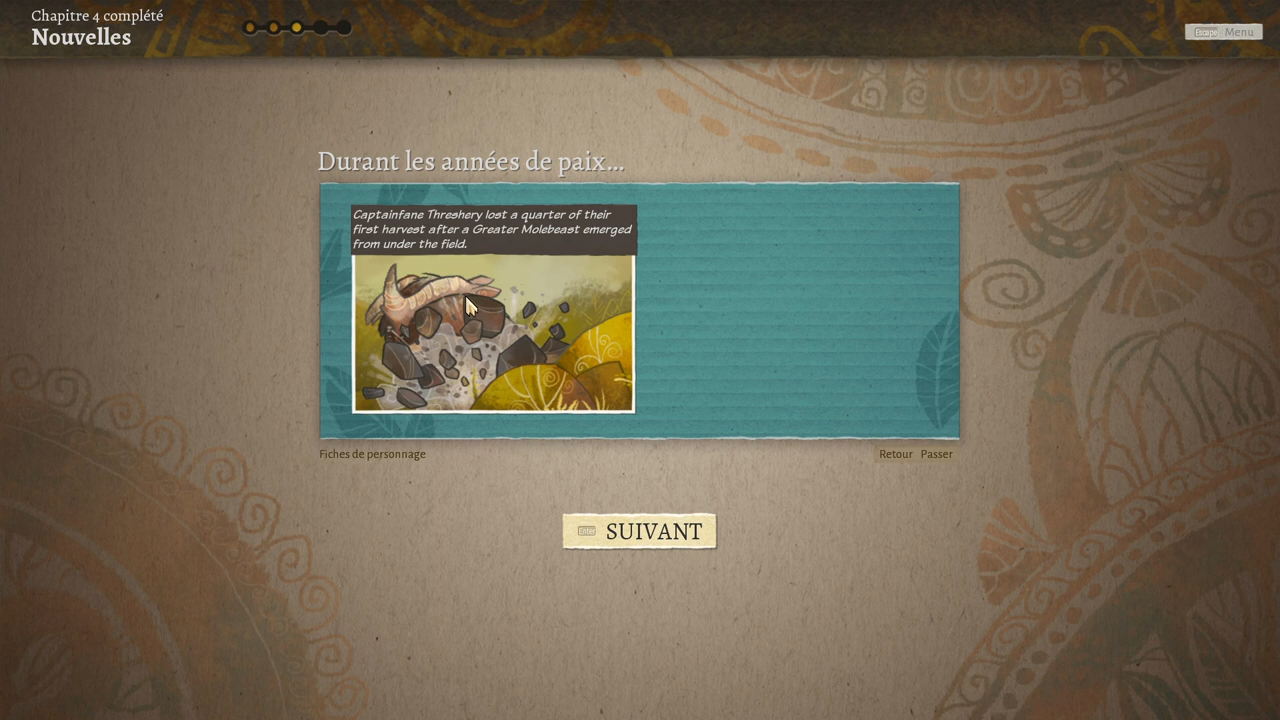 Chapitre 4 complété
Nouvelles
Escape Menu
Durant les années de paix...
Captainfane Threshery lost a quarter of their
first harvest after a Greater Molebeast emerged
from under the field.
Fiches de personnage
Retour Passer
SUIVANT